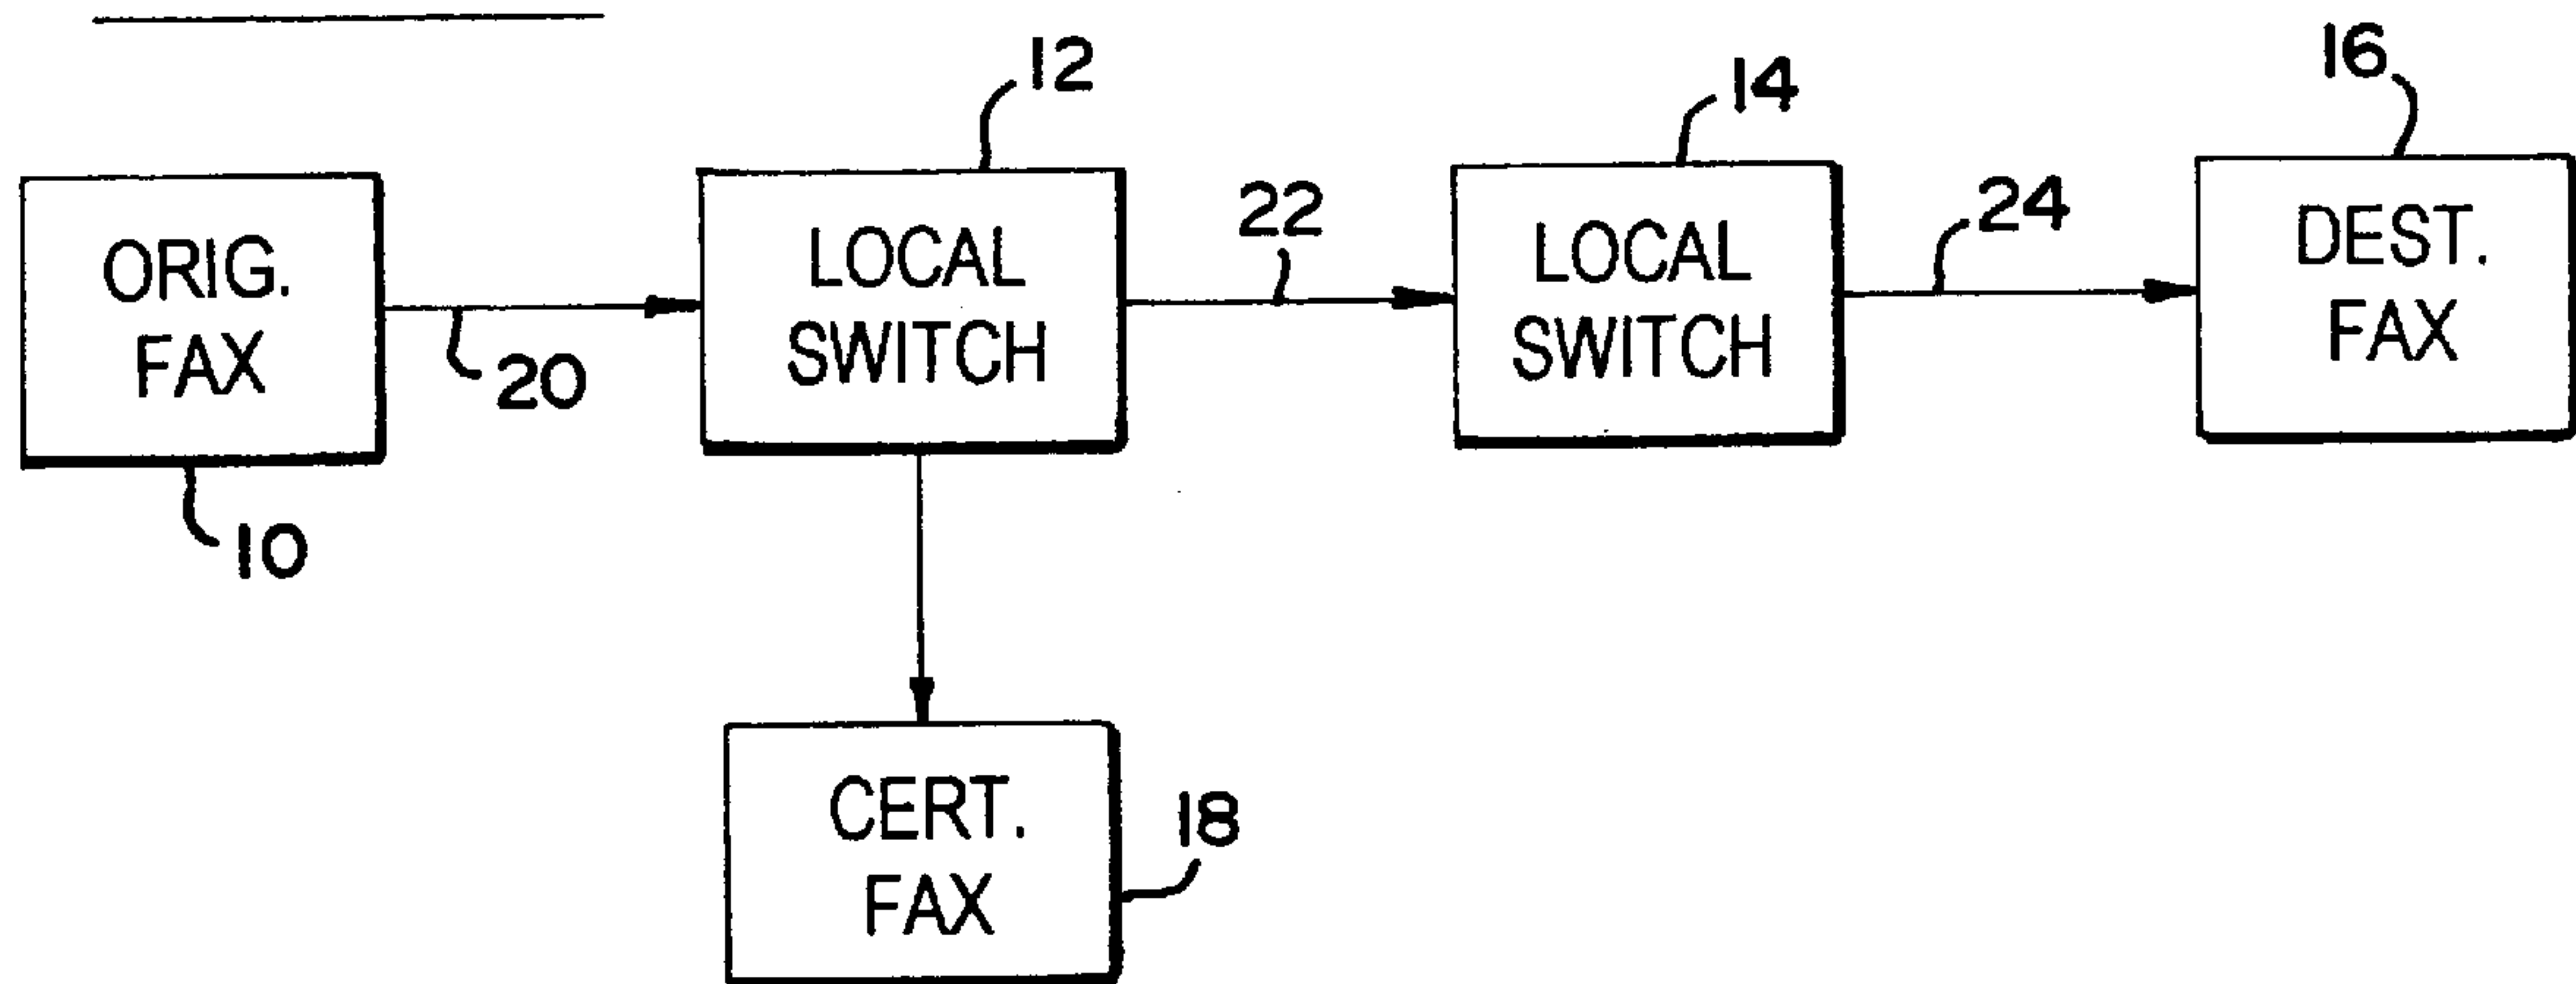 12
14
16
ORIG.
FAX
LOCAL
SWITCH
22
LOCAL
SWITCH
24
DEST.
FAX
20
10
CERT.
FAX
18